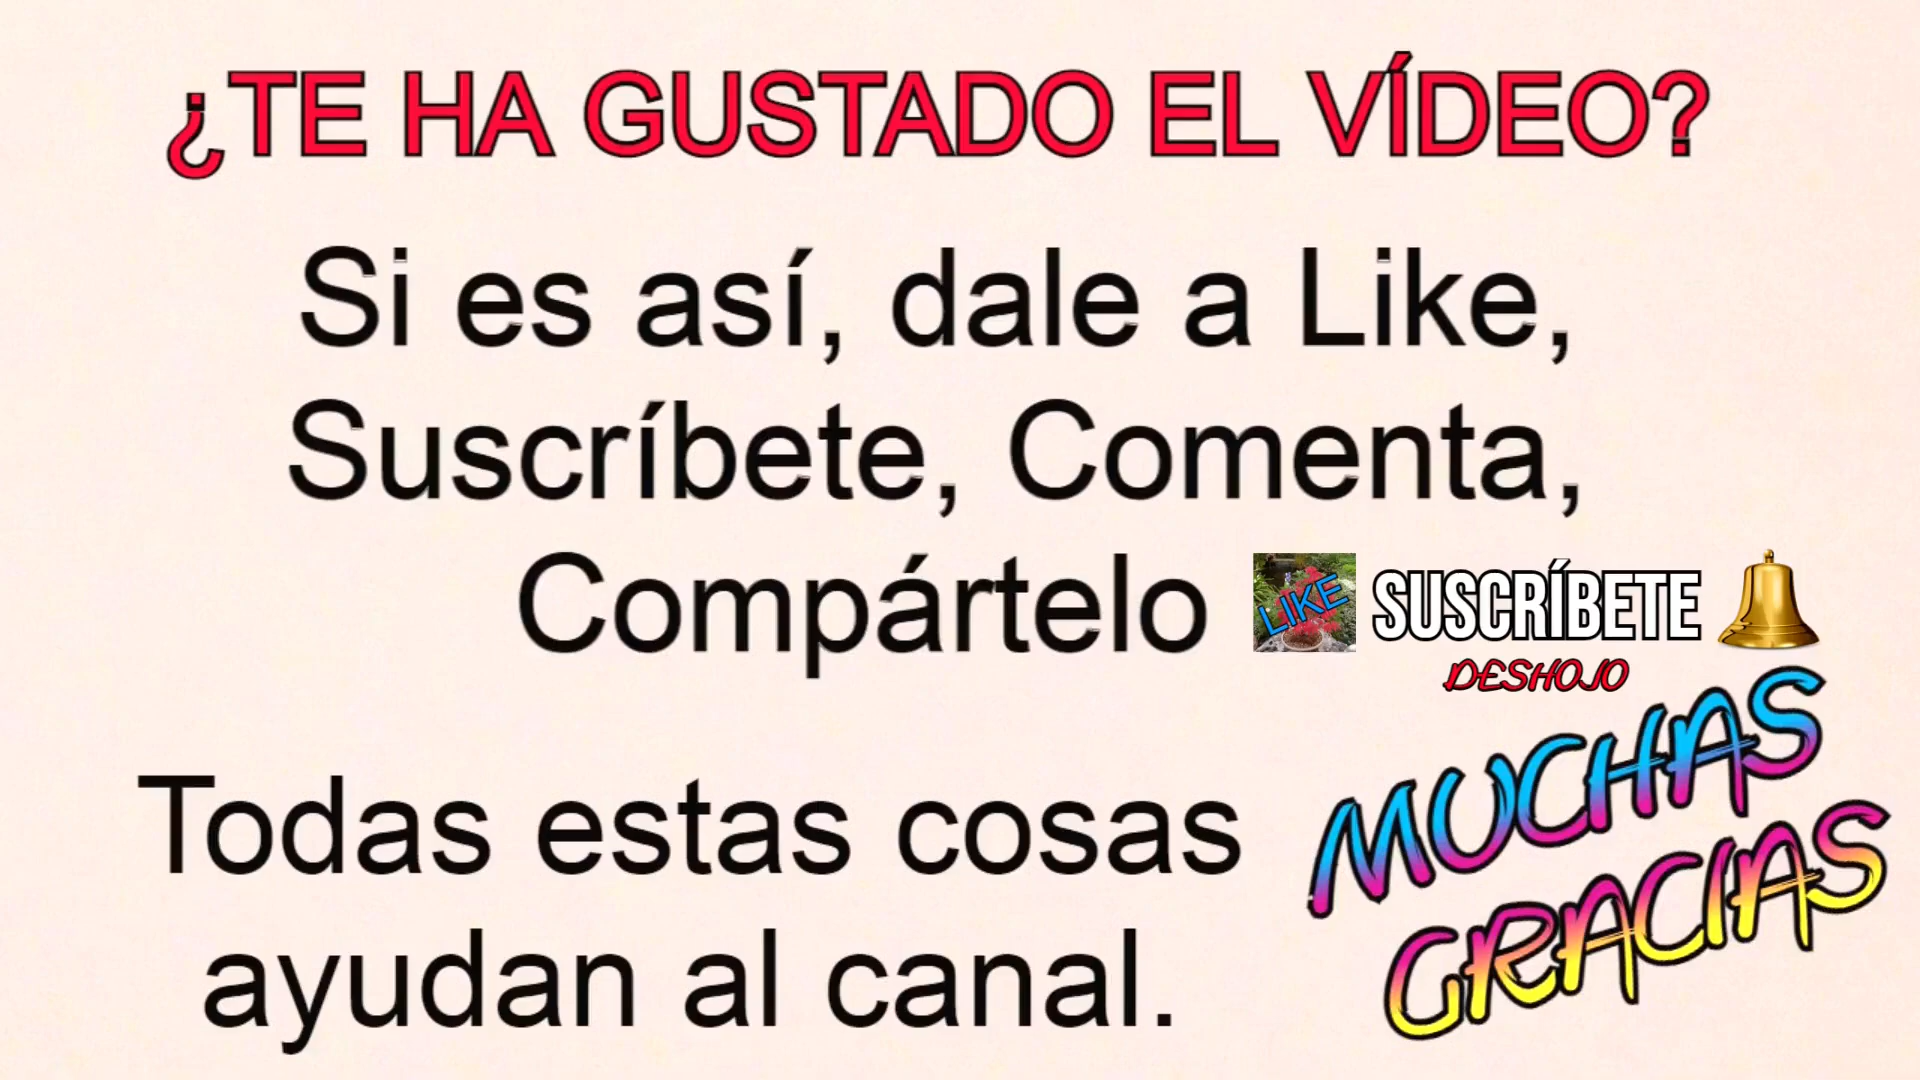 ¿TE HA GUSTADO EL VÍDEO?
Si es así, dale a Like,
Suscríbete, Comenta,
Compártelo
LIKE
SUSCRÍBETE
DESHOJO
Todas estas cosas
ayudan al canal.
MUCHAS
GRACIAS